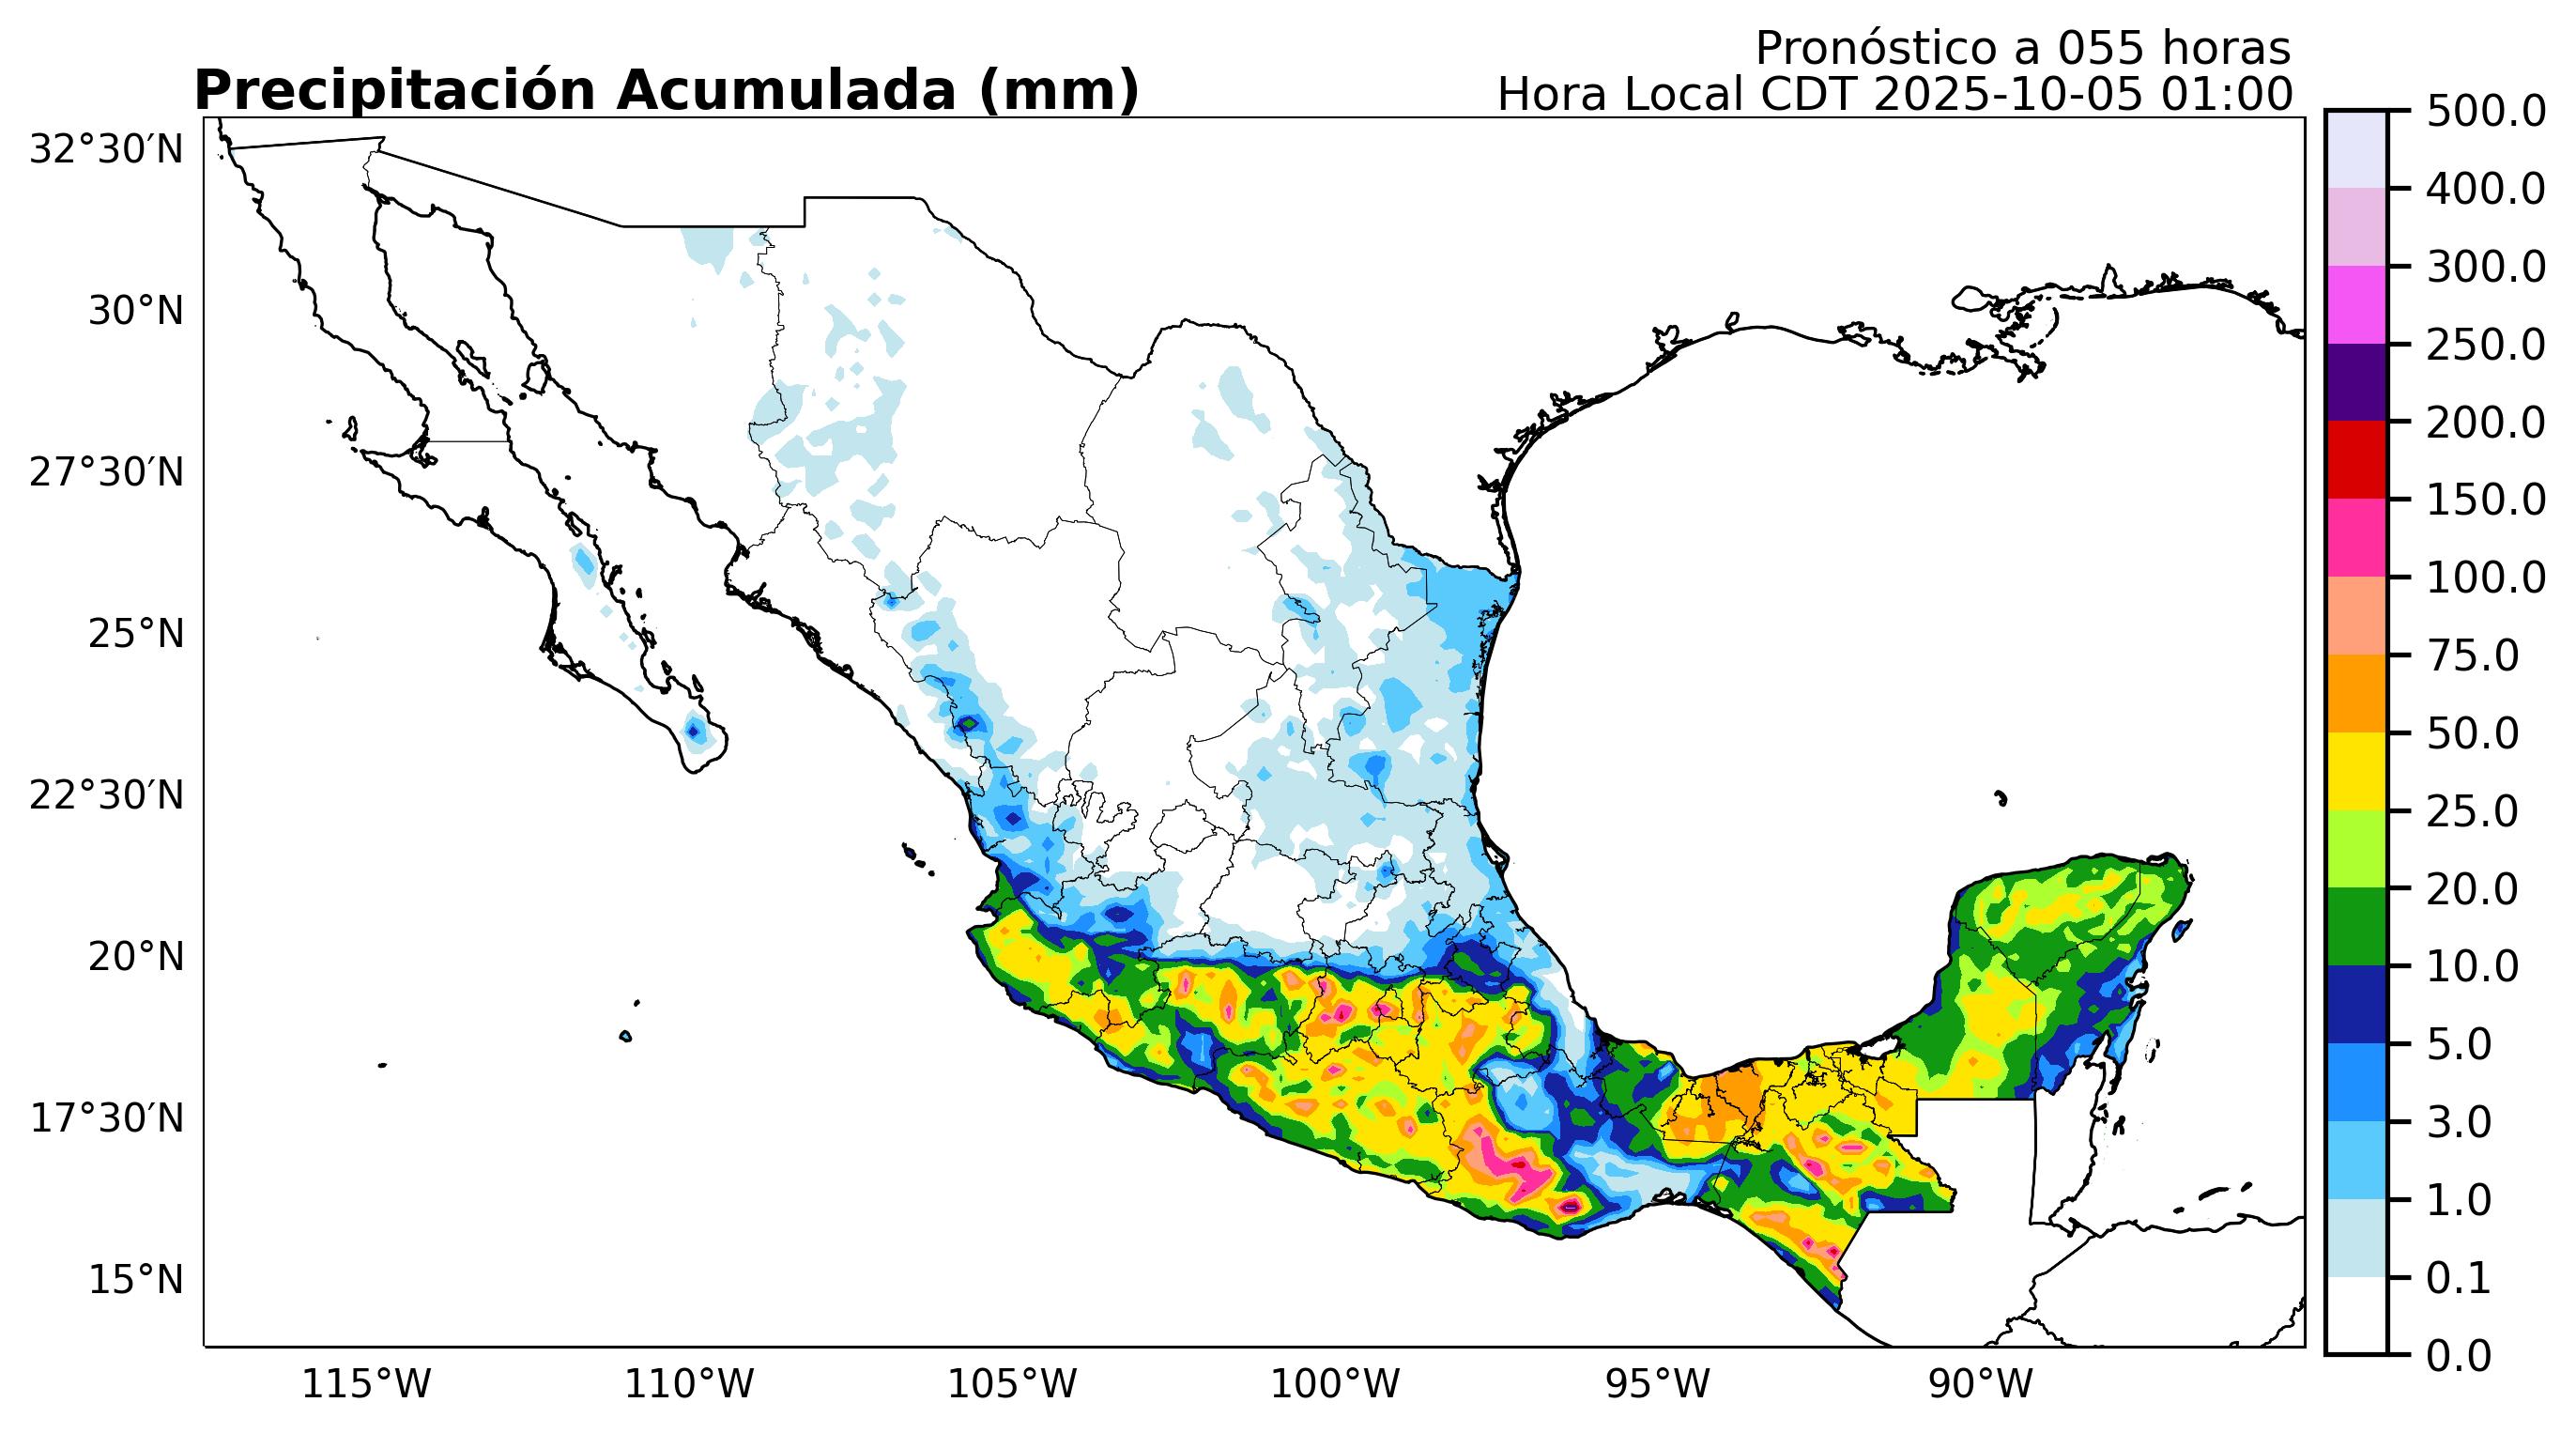 Pronóstico a 055 horas
Precipitación Acumulada (mm)
Hora Local CDT 2025-10-05 01:00
32°30′N
30°N
27°30′N
25°N
22°30′N
20°N
17°30′N
15°N
115°W
110°W
105°W
100°W
95°W
90°W
500.0
400.0
300.0
250.0
200.0
150.0
100.0
75.0
50.0
25.0
20.0
10.0
5.0
3.0
1.0
0.1
0.0